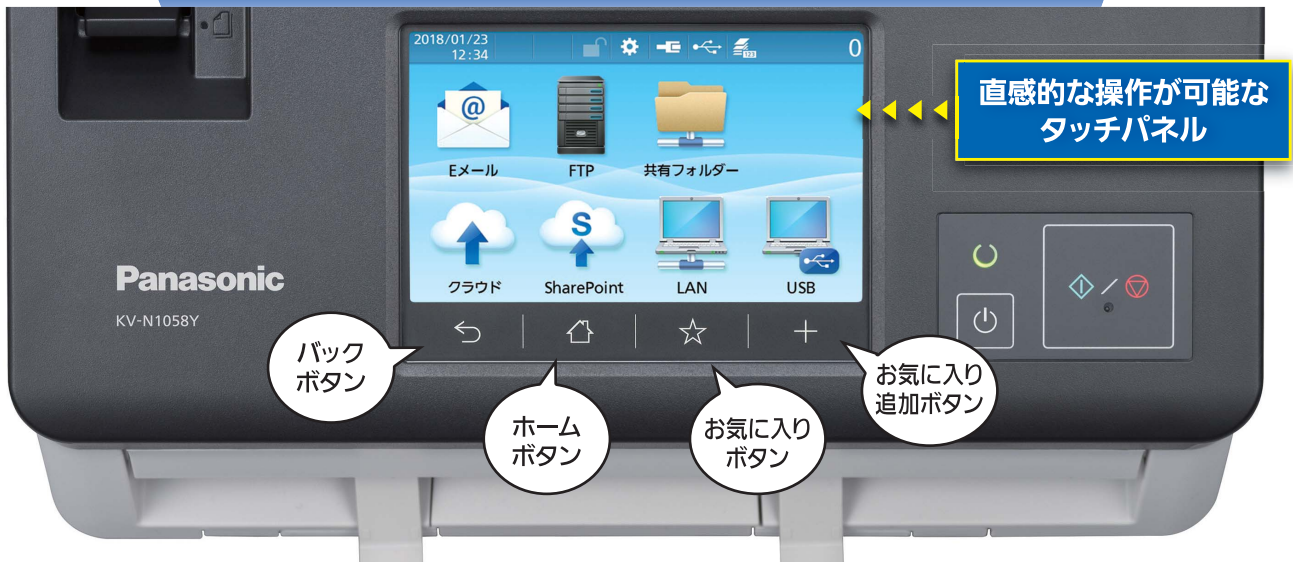 2018/01/23
12:34
123
0
直感的な操作が可能な
タッチパネル
@
Eメール
FTP
共有フォルダー
S
クラウド
SharePoint
LAN
USB
Panasonic
KV-N1058Y
バック
ボタン
ホーム
ボタン
お気に入り
ボタン
お気に入り
追加ボタン